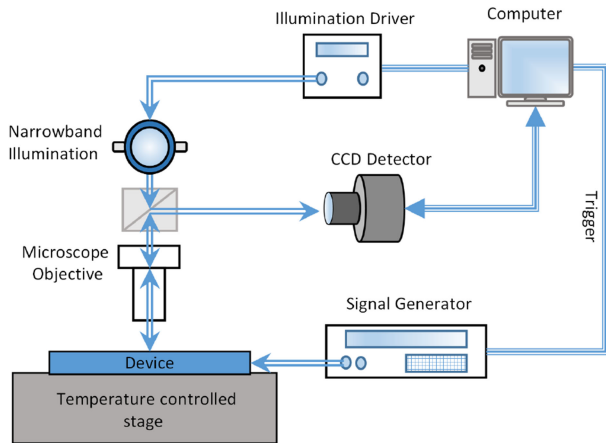 Illumination Driver
Computer
Narrowband
Illumination
CCD Detector
Trigger
Microscope
Objective
Signal Generator
Device
Temperature controlled
stage